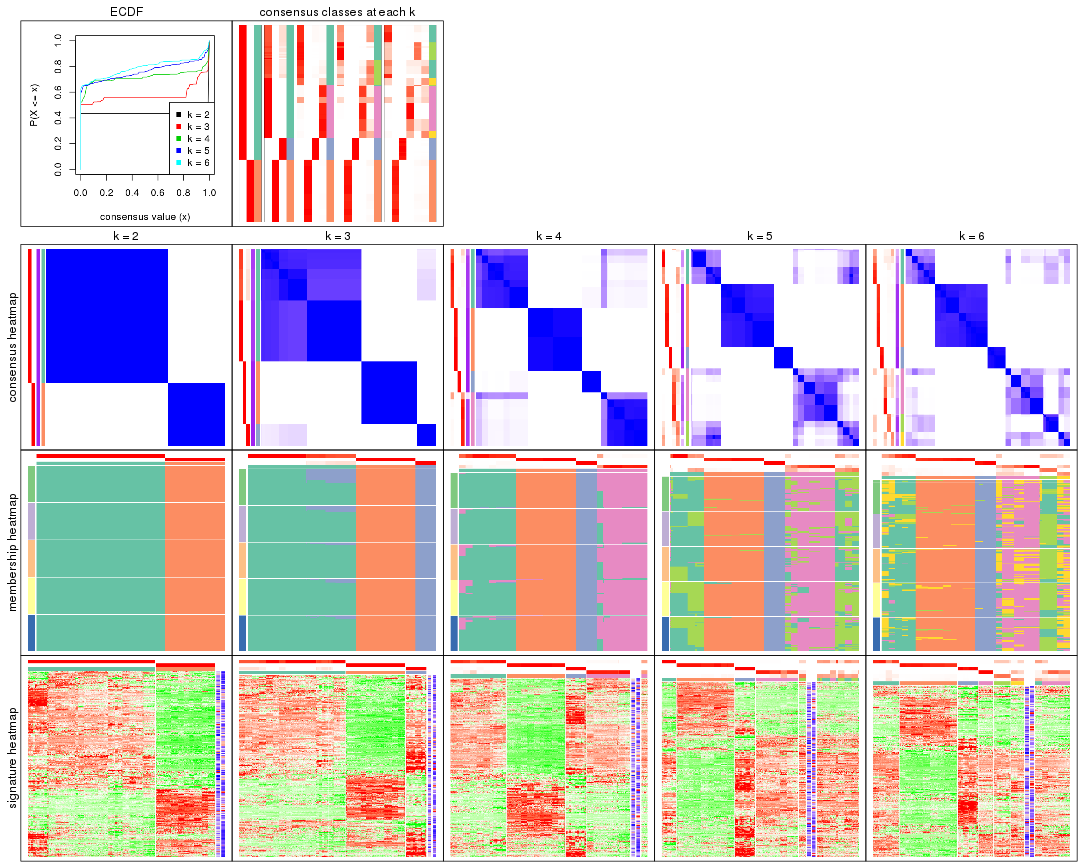 ECDF
consensus classes at each k
P(X <= x)
0.0 0.2 0.4 0.6 0.8 1.0
k = 2
k = 3
k = 4
k = 5
k = 6
0.0 0.2 0.4 0.6 0.8 1.0
consensus value (x)
k = 2
k = 3
k = 4
k = 5
k = 6
consensus heatmap
membership heatmap
signature heatmap